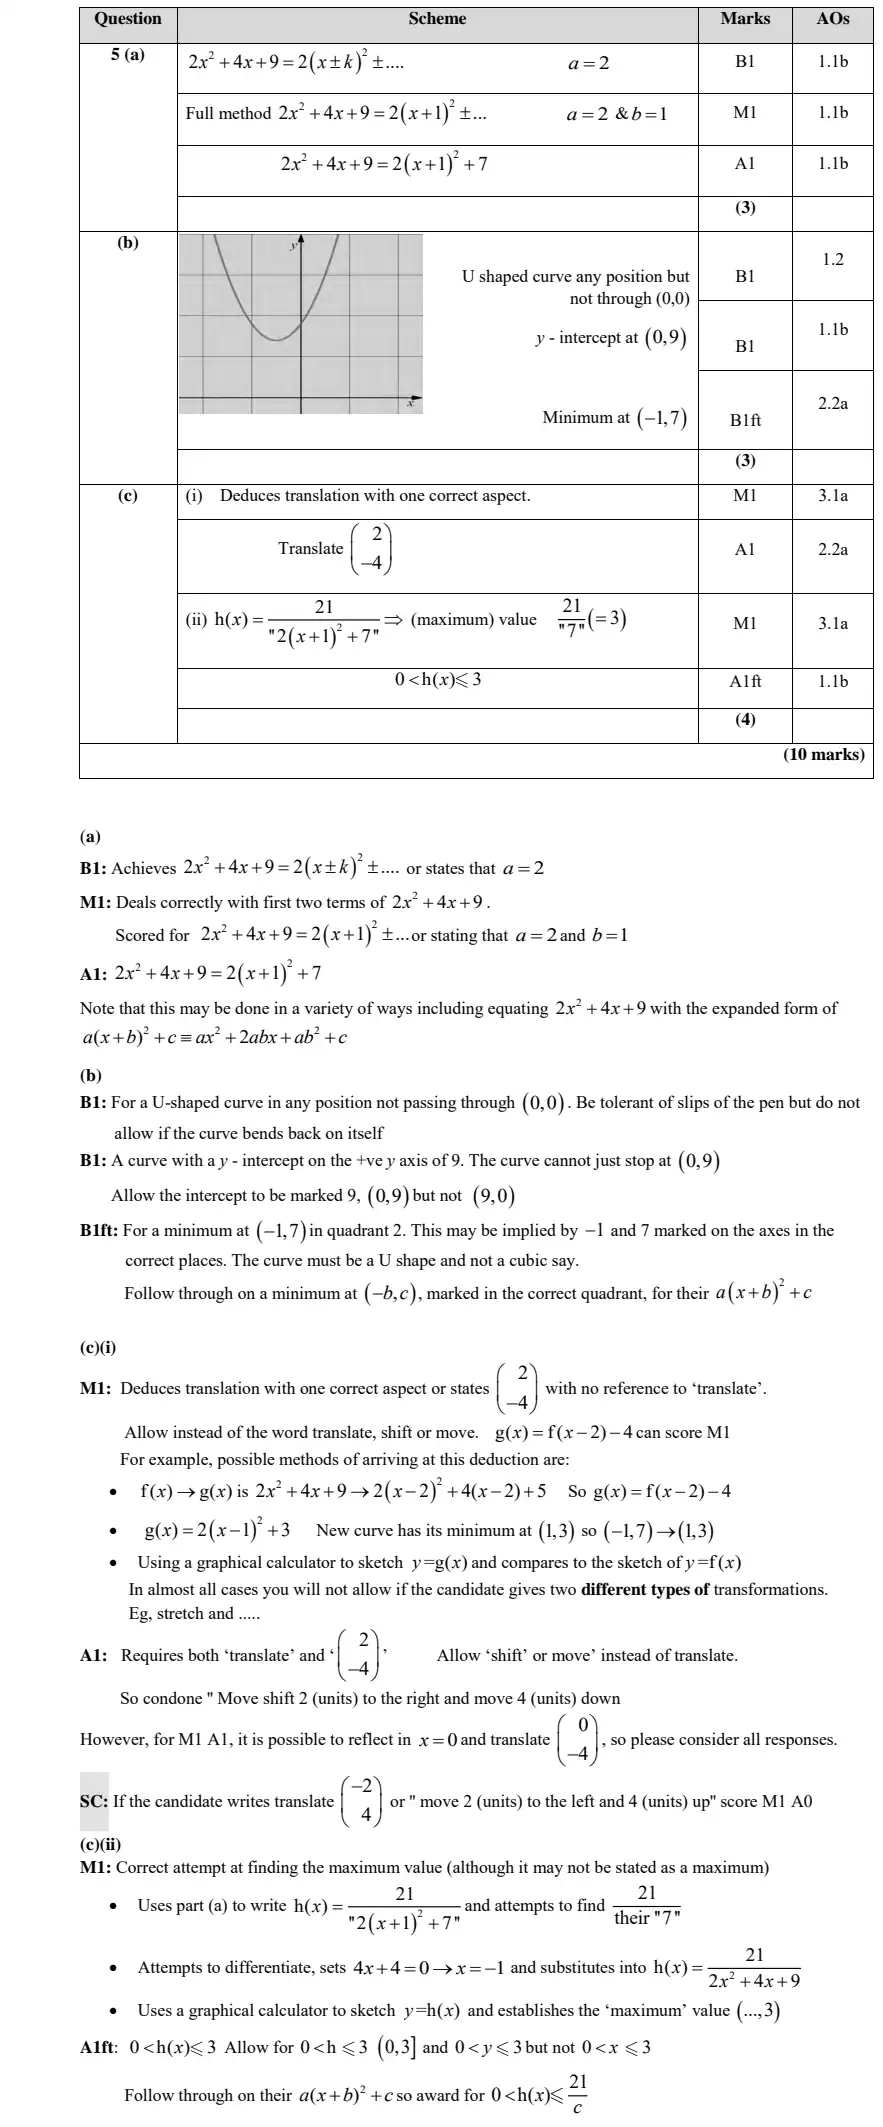 Question Scheme Marks AOs
5 (a) 2x² + 4x + 9 = 2(x ± k)² ± .... a = 2 B1 1.1b
Full method 2x² + 4x + 9 = 2(x + 1)² ± ... a = 2 & b = 1 M1 1.1b
2x² + 4x + 9 = 2(x + 1)² + 7 A1 1.1b
(3)
(b) y x
U shaped curve any position but
not through (0,0) B1 1.2
y - intercept at (0,9) B1 1.1b
Minimum at (−1,7) B1ft 2.2a
(3)
(c) (i) Deduces translation with one correct aspect. M1 3.1a
Translate (2 −4) A1 2.2a
(ii) h(x) = 21/"2(x + 1)² + 7" ⇒ (maximum) value 21/"7" (= 3) M1 3.1a
0 < h(x) ⩽ 3 A1ft 1.1b
(4)
(10 marks)
(a)
B1: Achieves 2x² + 4x + 9 = 2(x ± k)² ± .... or states that a = 2
M1: Deals correctly with first two terms of 2x² + 4x + 9 .
Scored for 2x² + 4x + 9 = 2(x + 1)² ± ... or stating that a = 2 and b = 1
A1: 2x² + 4x + 9 = 2(x + 1)² + 7
Note that this may be done in a variety of ways including equating 2x² + 4x + 9 with the expanded form of
a(x + b)² + c ≡ ax² + 2abx + ab² + c
(b)
B1: For a U-shaped curve in any position not passing through (0,0). Be tolerant of slips of the pen but do not
allow if the curve bends back on itself
B1: A curve with a y - intercept on the +ve y axis of 9. The curve cannot just stop at (0,9)
Allow the intercept to be marked 9, (0,9) but not (9,0)
B1ft: For a minimum at (−1,7) in quadrant 2. This may be implied by −1 and 7 marked on the axes in the
correct places. The curve must be a U shape and not a cubic say.
Follow through on a minimum at (−b,c), marked in the correct quadrant, for their a(x + b)² + c
(c)(i)
M1: Deduces translation with one correct aspect or states (2 −4) with no reference to ‘translate’.
Allow instead of the word translate, shift or move. g(x) = f(x − 2) − 4 can score M1
For example, possible methods of arriving at this deduction are:
• f(x) → g(x) is 2x² + 4x + 9 → 2(x − 2)² + 4(x − 2) + 5 So g(x) = f(x − 2) − 4
• g(x) = 2(x − 1)² + 3 New curve has its minimum at (1,3) so (−1,7) → (1,3)
• Using a graphical calculator to sketch y = g(x) and compares to the sketch of y = f(x)
In almost all cases you will not allow if the candidate gives two different types of transformations.
Eg, stretch and .....
A1: Requires both ‘translate’ and ‘(2 −4)’, Allow ‘shift’ or move’ instead of translate.
So condone " Move shift 2 (units) to the right and move 4 (units) down
However, for M1 A1, it is possible to reflect in x = 0 and translate (0 −4), so please consider all responses.
SC: If the candidate writes translate (−2 4) or " move 2 (units) to the left and 4 (units) up" score M1 A0
(c)(ii)
M1: Correct attempt at finding the maximum value (although it may not be stated as a maximum)
• Uses part (a) to write h(x) = 21/"2(x + 1)² + 7" and attempts to find 21/their "7"
• Attempts to differentiate, sets 4x + 4 = 0 → x = −1 and substitutes into h(x) = 21/2x² + 4x + 9
• Uses a graphical calculator to sketch y = h(x) and establishes the ‘maximum’ value (...,3)
A1ft: 0 < h(x) ⩽ 3 Allow for 0 < h ⩽ 3 (0,3] and 0 < y ⩽ 3 but not 0 < x ⩽ 3
Follow through on their a(x + b)² + c so award for 0 < h(x) ⩽ 21/c